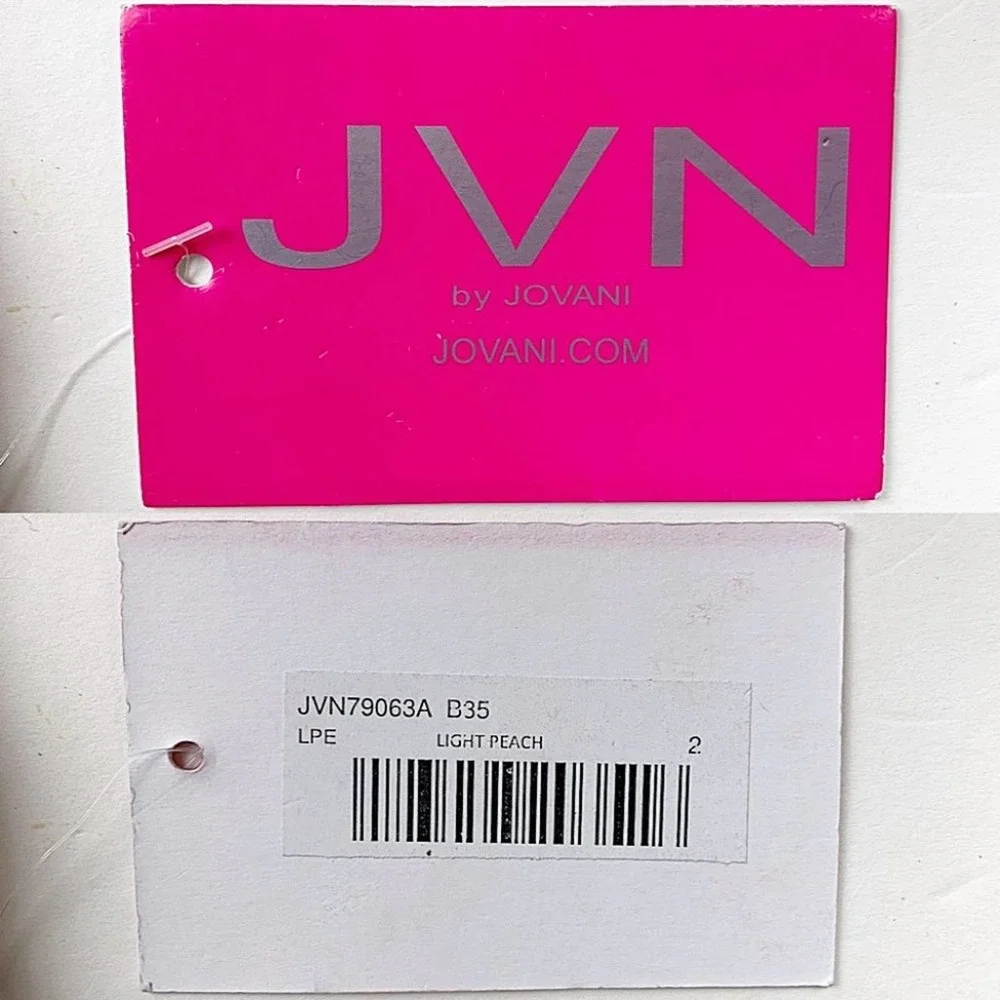 JVN
by JOVANI
JOVANI.COM
JVN79063A B35
LPE LIGHT PEACH 2